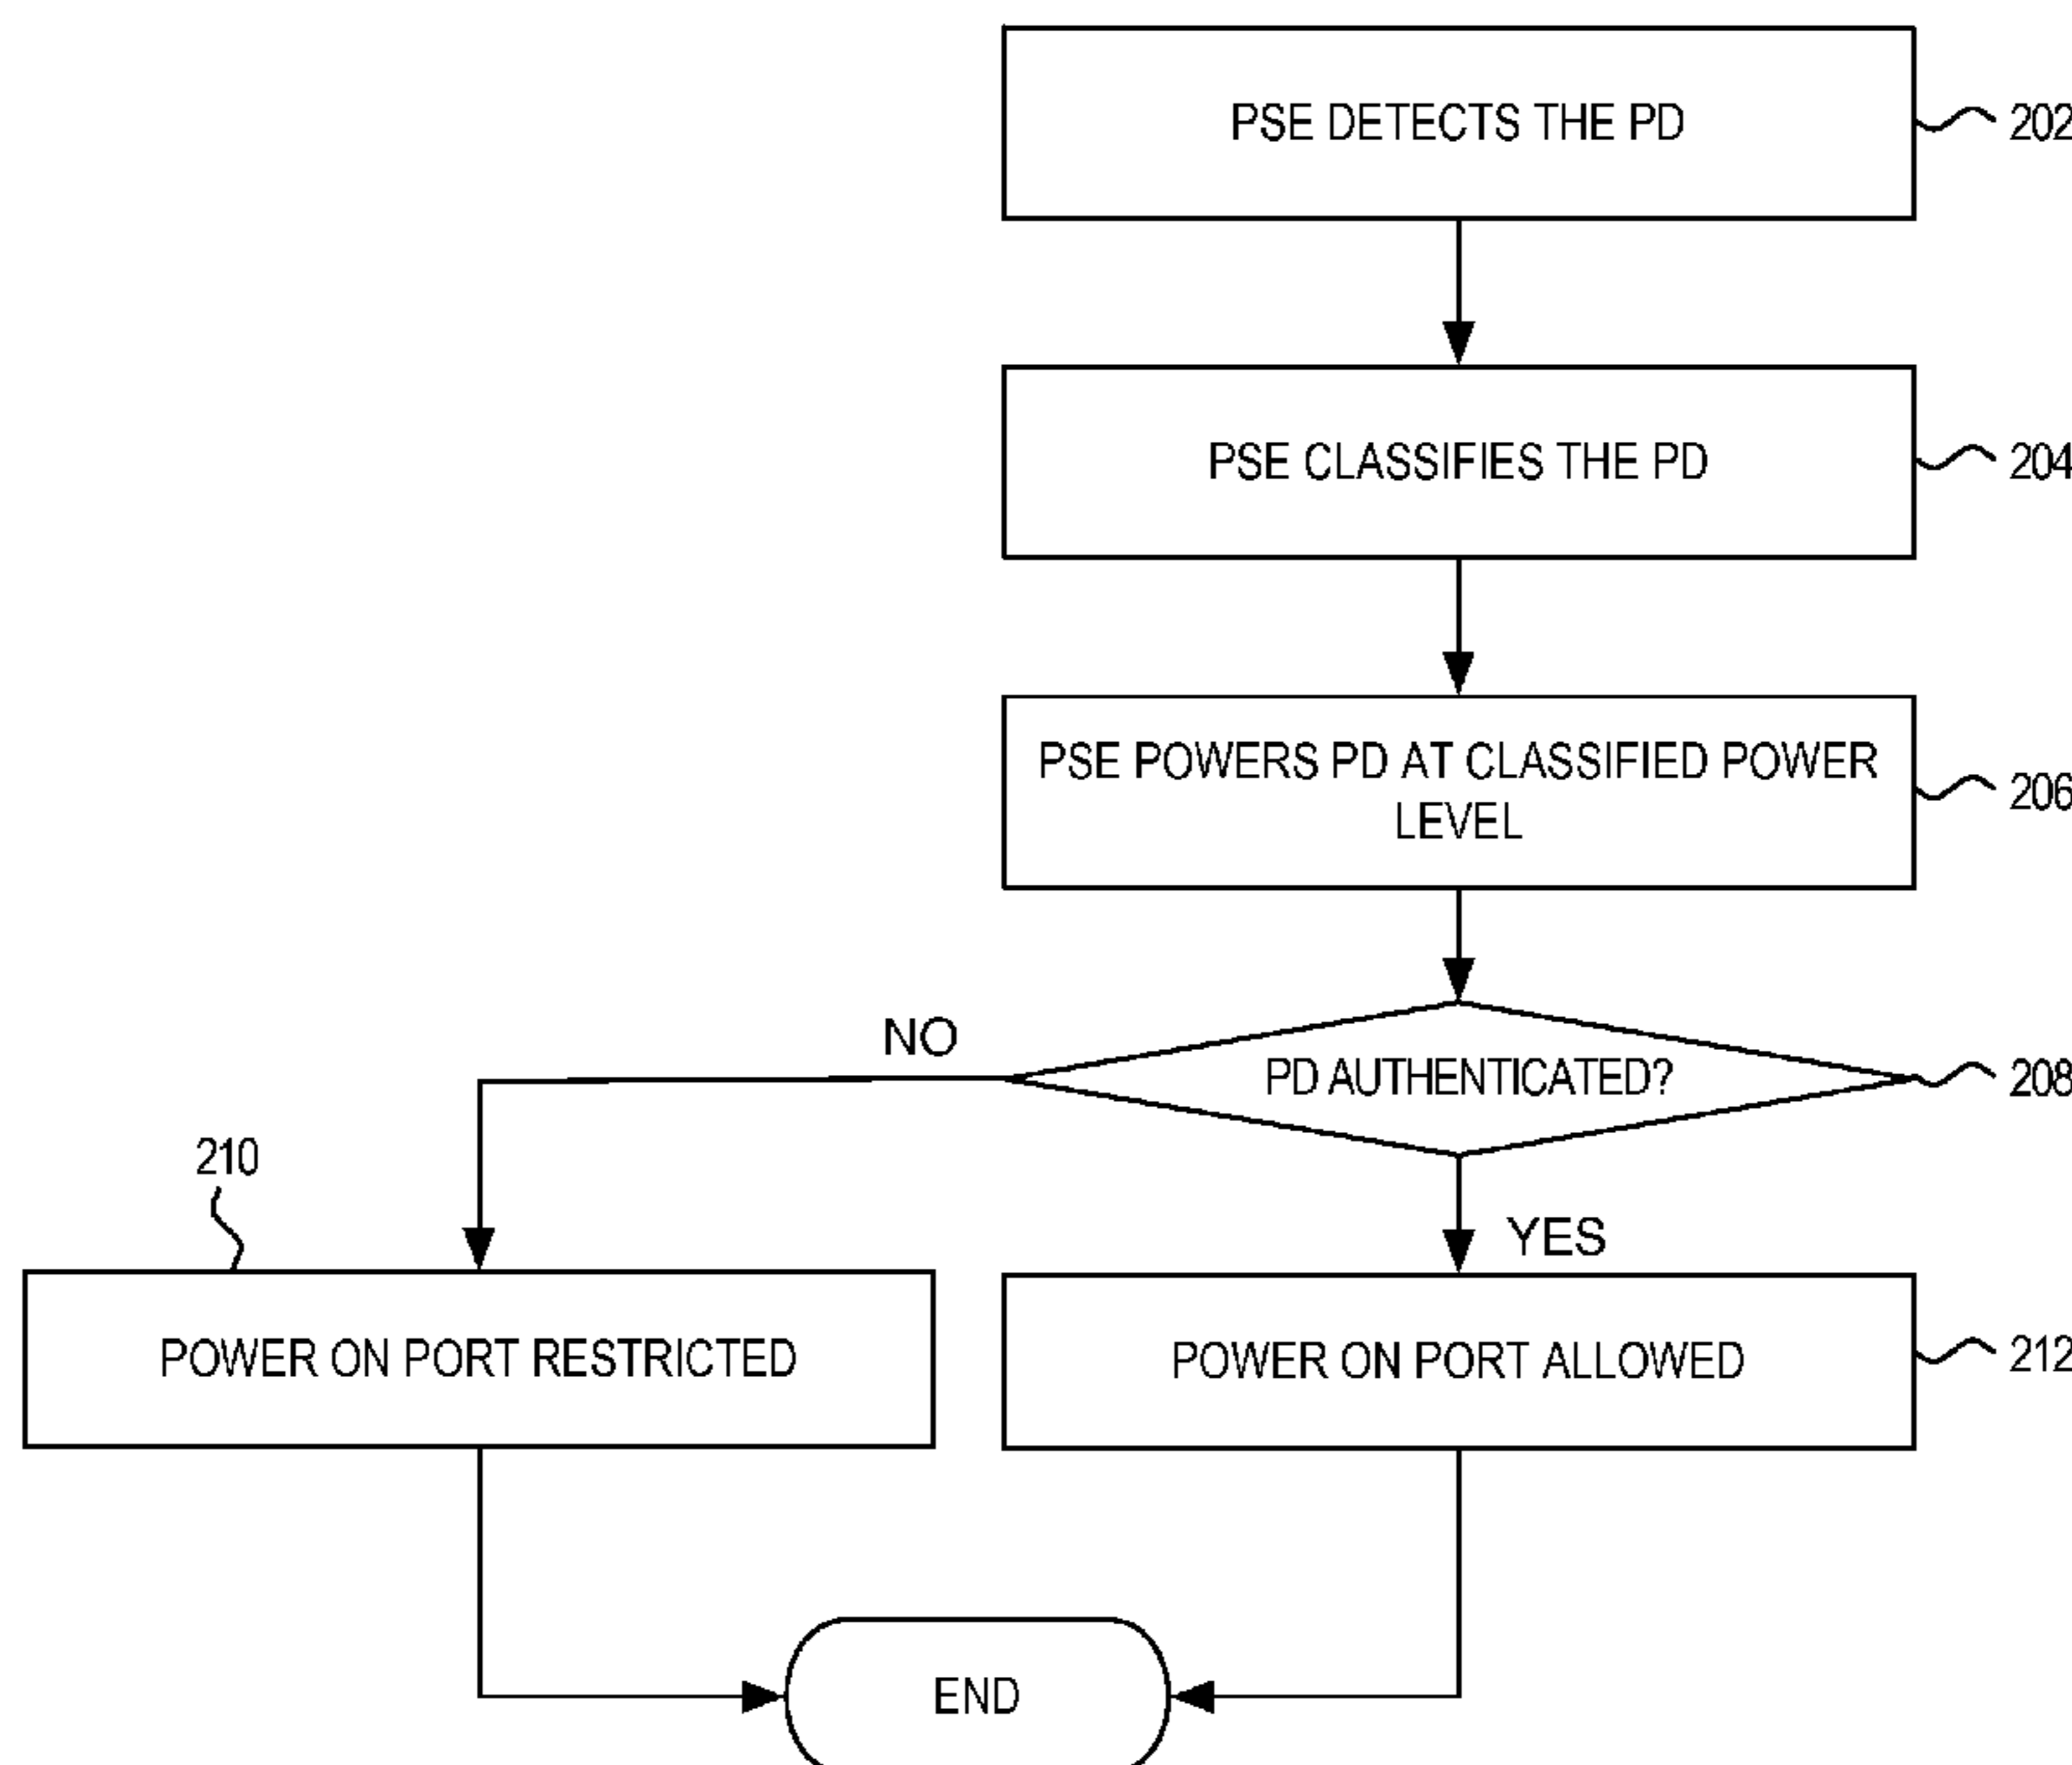 PSE DETECTS THE PD
202
PSE CLASSIFIES THE PD
204
PSE POWERS PD AT CLASSIFIED POWER
LEVEL
206
NO
PD AUTHENTICATED?
208
210
YES
POWER ON PORT RESTRICTED
POWER ON PORT ALLOWED
212
END